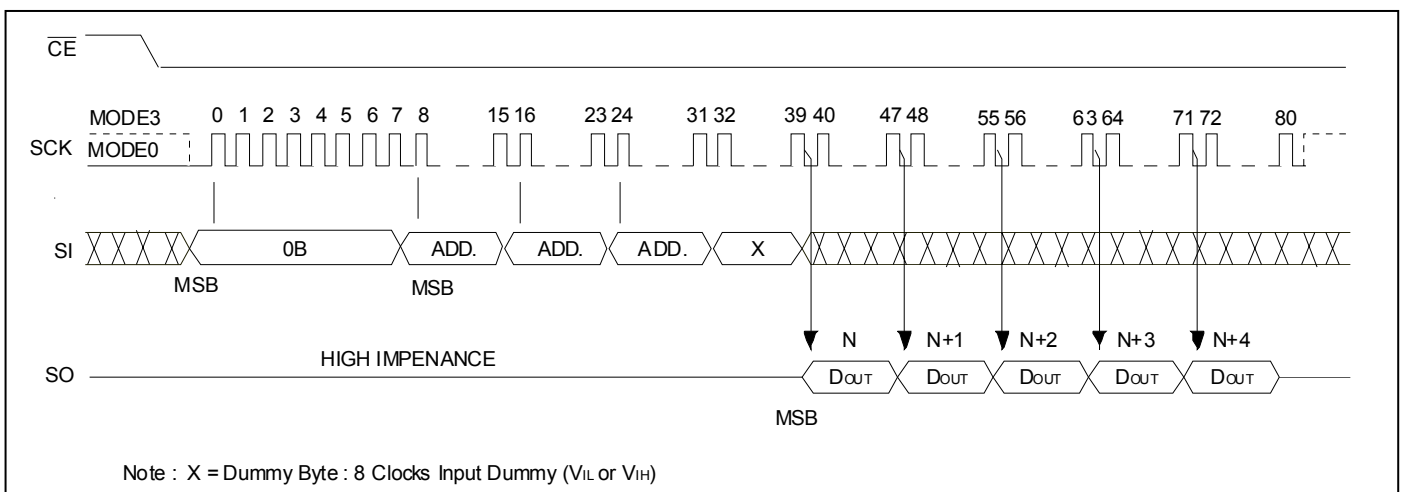 CE
MODE3 0 1 2 3 4 5 6 7 8 15 16 23 24 31 32 39 40 47 48 55 56 63 64 71 72 80
SCK MODE0
SI 0B ADD. ADD. ADD. X
MSB MSB
N N+1 N+2 N+3 N+4
HIGH IMPENANCE
SO DOUT DOUT DOUT DOUT DOUT
MSB
Note : X = Dummy Byte : 8 Clocks Input Dummy (VIL or VIH)